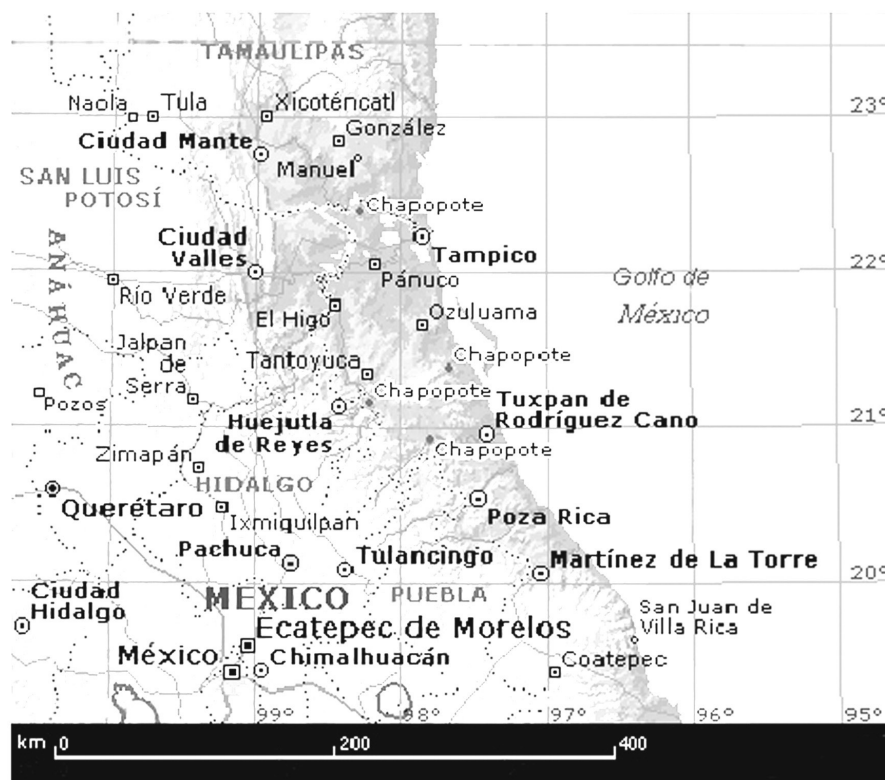 TAMAULIPAS
Naola
Tula
Xicoténcatl
23°
González
Ciudad Mante
Manuel
SAN LUIS
POTOSÍ
Chapopote
ANÁHUAC
Ciudad
Valles
Tampico
Pánuco
22°
Golfo de
México
Río Verde
El Higo
Ozuluama
Jalpan
de
Serra
Tantoyuca
Chapopote
Chapopote
Pozos
Tuxpan de
Rodríguez Cano
Huejutla
de Reyes
21°
Chapopote
Zimapán
HIDALGO
Querétaro
Ixmiquilpan
Poza Rica
Pachuca
Tulancingo
Martínez de La Torre
20°
Ciudad
Hidalgo
MEXICO
PUEBLA
San Juan de
Villa Rica
Ecatepec de Morelos
México
Chimalhuacán
Coatepec
99°
98°
97°
96°
95°
km
0
200
400